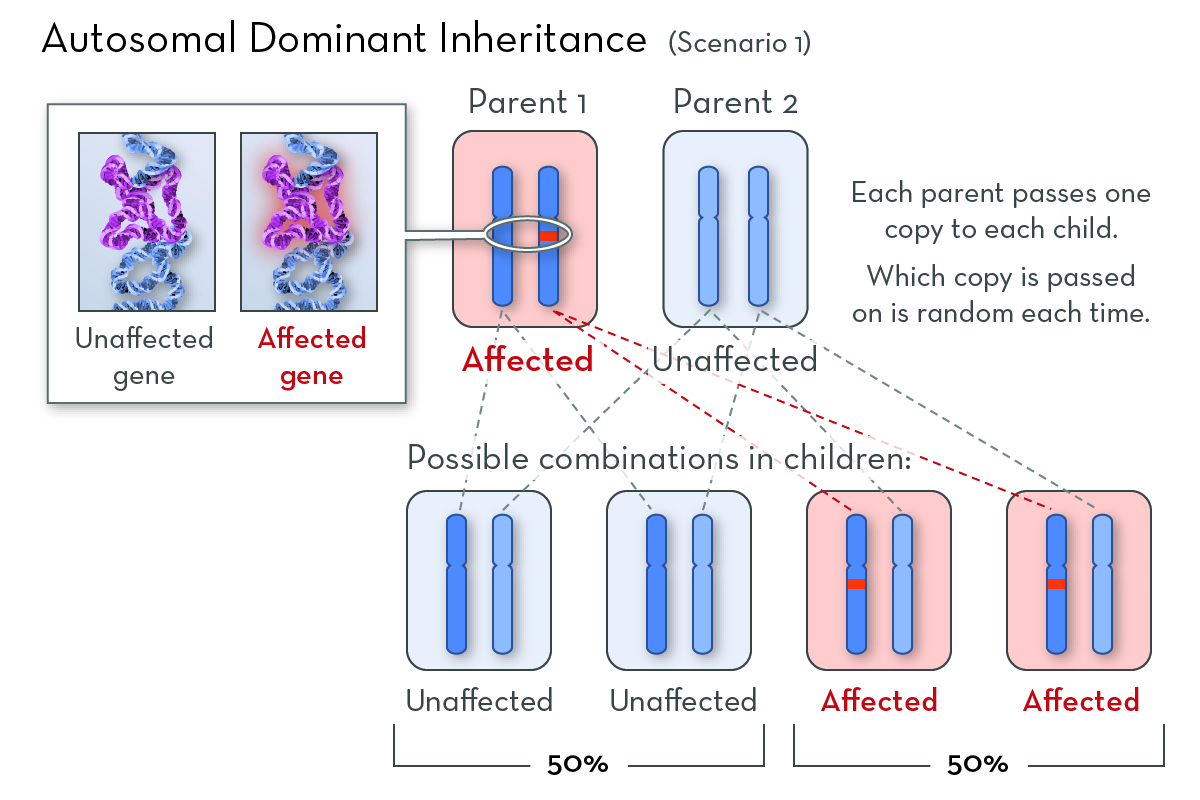 Autosomal Dominant Inheritance (Scenario 1)
Parent 1
Parent 2
Unaffected
gene
Affected
gene
Affected
Unaffected
Each parent passes one
copy to each child.
Which copy is passed
on is random each time.
Possible combinations in children:
Unaffected
Unaffected
Affected
Affected
50%
50%